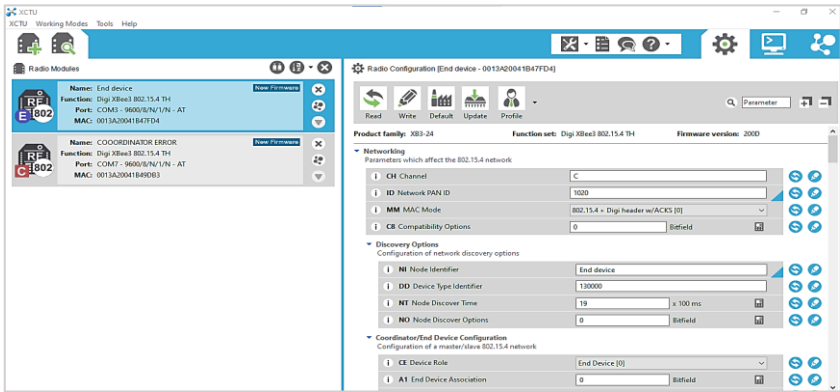 XCTU
XCTU Working Modes Tools Help
Radio Modules
Name: End device
New Firmware
Function: Digi XBee3 802.15.4 TH
Port: COM3 - 9600/8/N/1/N - AT
MAC: 0013A20041B47FD4
RF
E 802
Name: COOORDINATOR ERROR
New Firmware
Function: Digi XBee3 802.15.4 TH
Port: COM7 - 9600/8/N/1/N - AT
MAC: 0013A20041B49DB3
RF
C 802
Radio Configuration [End device - 0013A20041B47FD4]
Read Write Default Update Profile
Parameter
Product family: XB3-24 Function set: Digi XBee3 802.15.4 TH Firmware version: 200D
Networking
Parameters which affect the 802.15.4 network
i CH Channel C
i ID Network PAN ID 1020
i MM MAC Mode 802.15.4 + Digi header w/ACKS [0]
i C8 Compatibility Options 0 Bitfield
Discovery Options
Configuration of network discovery options
i NI Node Identifier End device
i DD Device Type Identifier 130000
i NT Node Discover Time 19 x 100 ms
i NO Node Discover Options 0 Bitfield
Coordinator/End Device Configuration
Configuration of a master/slave 802.15.4 network
i CE Device Role End Device [0]
i A1 End Device Association 0 Bitfield